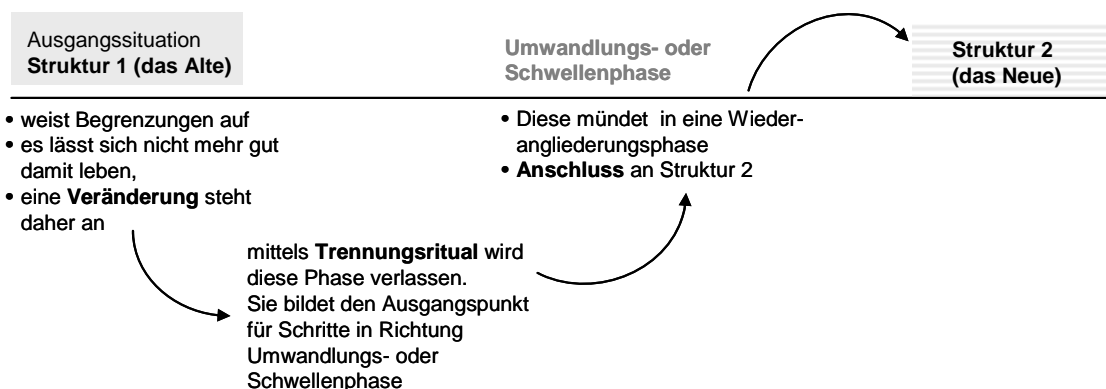 Ausgangssituation
Struktur 1 (das Alte)
Umwandlungs- oder
Schwellenphase
Struktur 2
(das Neue)
• weist Begrenzungen auf
• es lässt sich nicht mehr gut
damit leben,
• eine Veränderung steht
daher an
mittels Trennungsritual wird
diese Phase verlassen.
Sie bildet den Ausgangspunkt
für Schritte in Richtung
Umwandlungs- oder
Schwellenphase
• Diese mündet in eine Wieder-
angliederungsphase
• Anschluss an Struktur 2